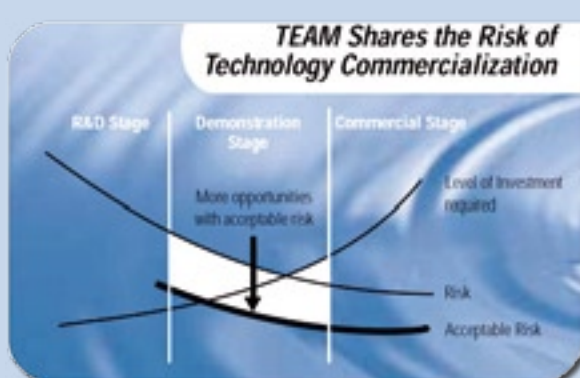 TEAM Shares the Risk of
Technology Commercialization
R&D Stage
Demonstration
Stage
Commercial Stage
More opportunities
with acceptable risk
Level of Investment
required
Risk
Acceptable Risk